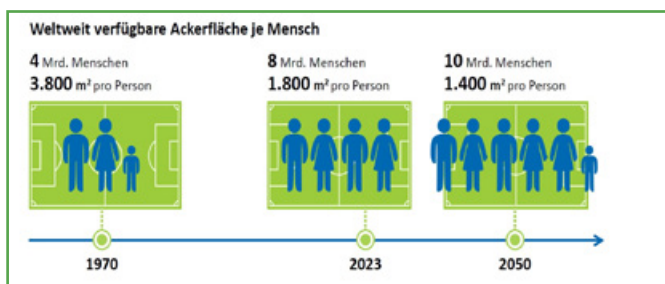 Weltweit verfügbare Ackerfläche je Mensch
4 Mrd. Menschen
3.800 m² pro Person
8 Mrd. Menschen
1.800 m² pro Person
10 Mrd. Menschen
1.400 m² pro Person
1970
2023
2050